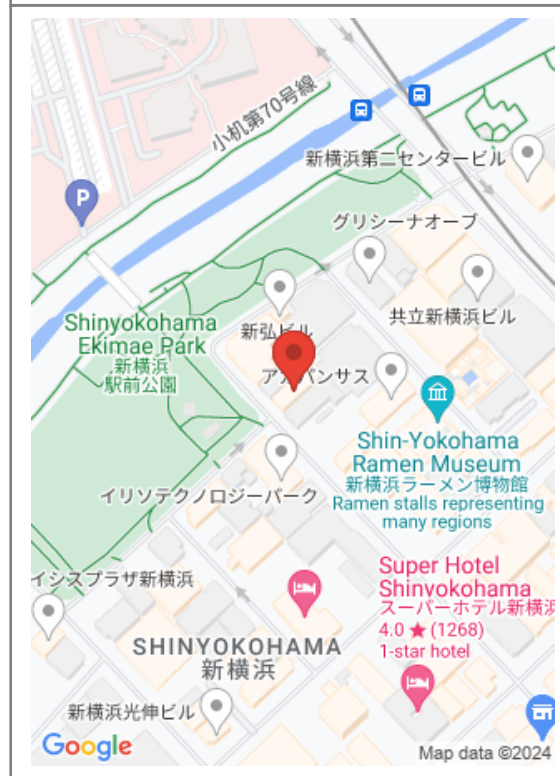 小机第70号線
新横浜第二センタービル
P
グリシーナオーブ
Shinyokohama
Ekimae Park
新横浜
駅前公園
新弘ビル
共立新横浜ビル
Shin-Yokohama
Ramen Museum
新横浜ラーメン博物館
Ramen stalls representing
many regions
イリソテクノロジーパーク
イシスプラザ新横浜
Super Hotel
Shinyokohama
スーパーホテル新横浜
4.0 ★ (1268)
1-star hotel
SHINYOKOHAMA
新横浜
新横浜光伸ビル
Google
Map data ©2024